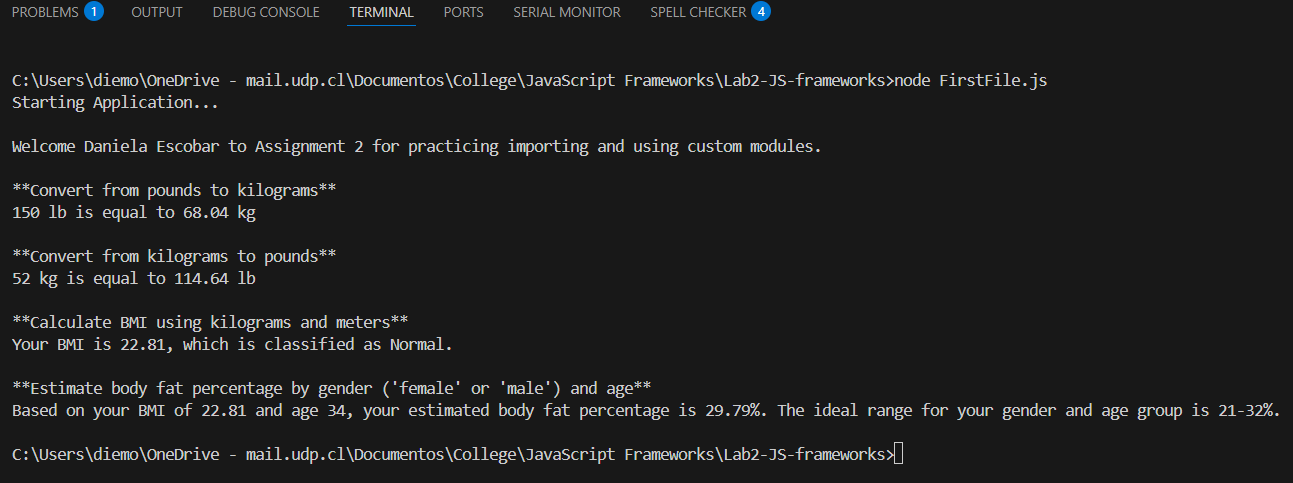 PROBLEMS 1 OUTPUT DEBUG CONSOLE TERMINAL PORTS SERIAL MONITOR SPELL CHECKER 4
C:\Users\diemo\OneDrive - mail.udp.cl\Documentos\College\JavaScript Frameworks\Lab2-JS-frameworks>node FirstFile.js
Starting Application...
Welcome Daniela Escobar to Assignment 2 for practicing importing and using custom modules.
**Convert from pounds to kilograms**
150 lb is equal to 68.04 kg
**Convert from kilograms to pounds**
52 kg is equal to 114.64 lb
**Calculate BMI using kilograms and meters**
Your BMI is 22.81, which is classified as Normal.
**Estimate body fat percentage by gender ('female' or 'male') and age**
Based on your BMI of 22.81 and age 34, your estimated body fat percentage is 29.79%. The ideal range for your gender and age group is 21-32%.
C:\Users\diemo\OneDrive - mail.udp.cl\Documentos\College\JavaScript Frameworks\Lab2-JS-frameworks>